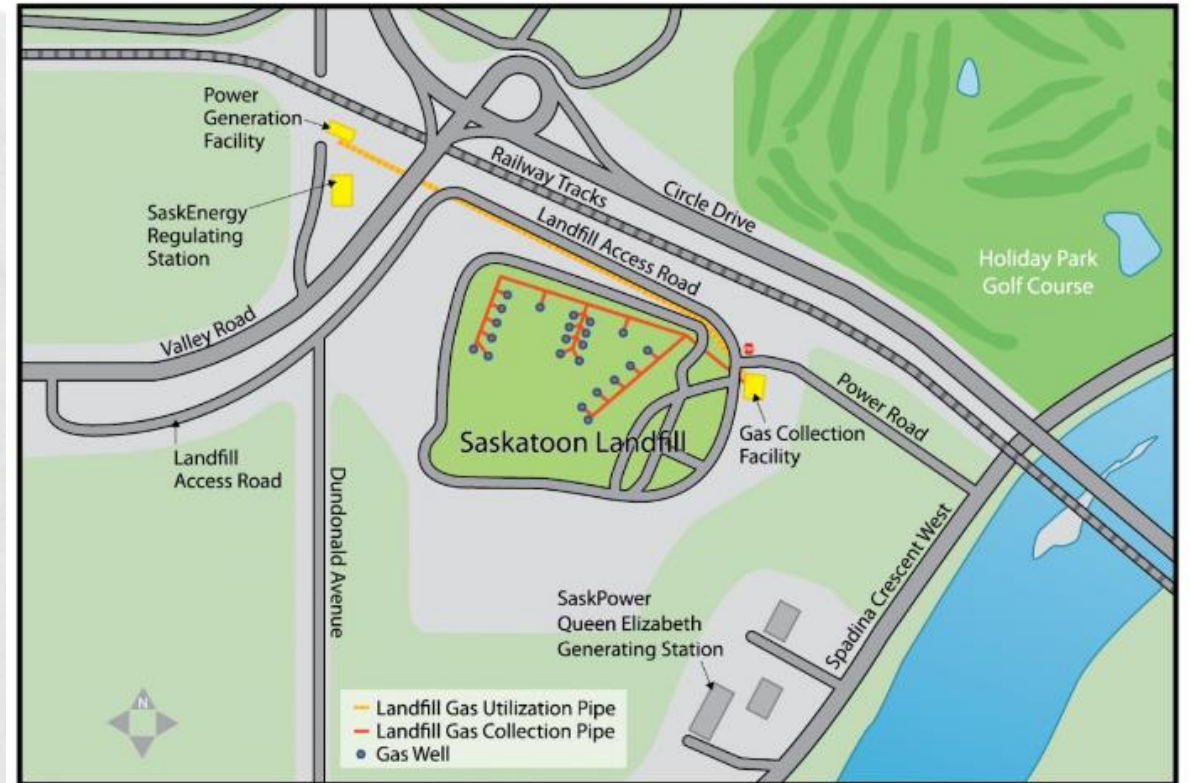 Power
Generation
Facility
SaskEnergy
Regulating
Station
Railway Tracks
Circle Drive
Landfill Access Road
Holiday Park
Golf Course
Valley Road
Power Road
Saskatoon Landfill
Gas Collection
Facility
Landfill
Access Road
Dundonald Avenue
Spadina Crescent West
SaskPower
Queen Elizabeth
Generating Station
N
Landfill Gas Utilization Pipe
Landfill Gas Collection Pipe
Gas Well